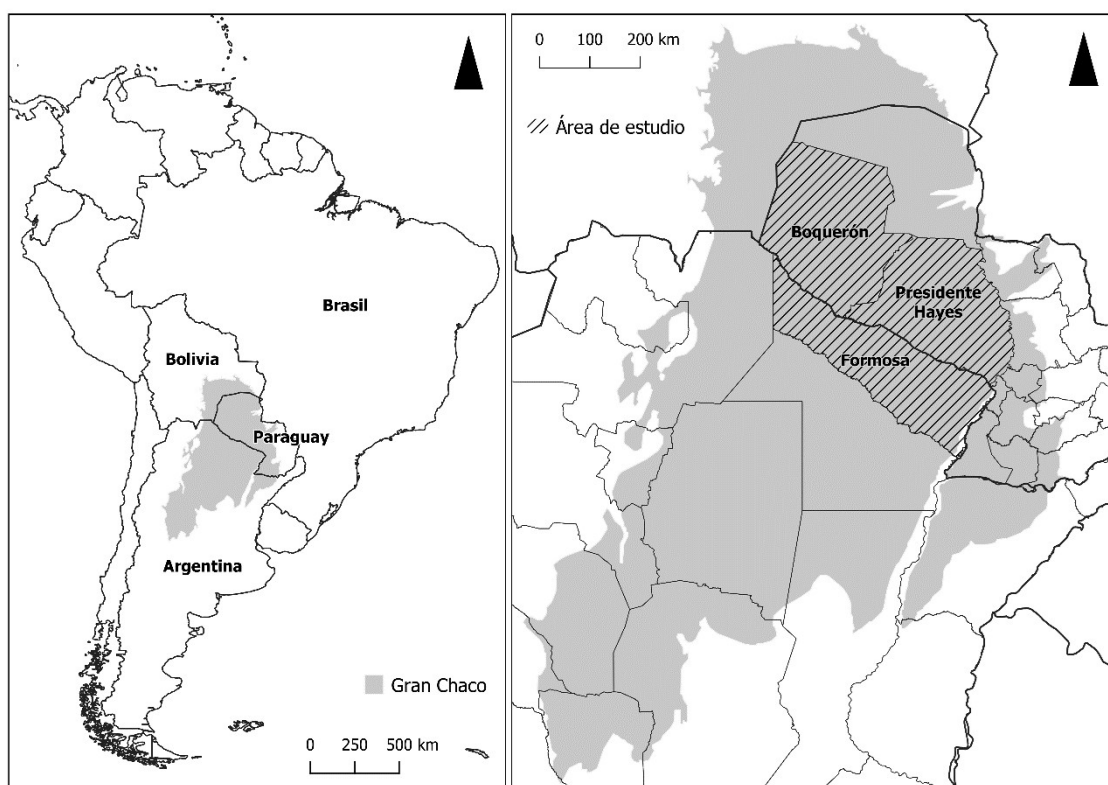 Brasil
Bolivia
Paraguay
Argentina
Gran Chaco
0 250 500 km
0 100 200 km
Área de estudio
Boquerón
Presidente
Hayes
Formosa